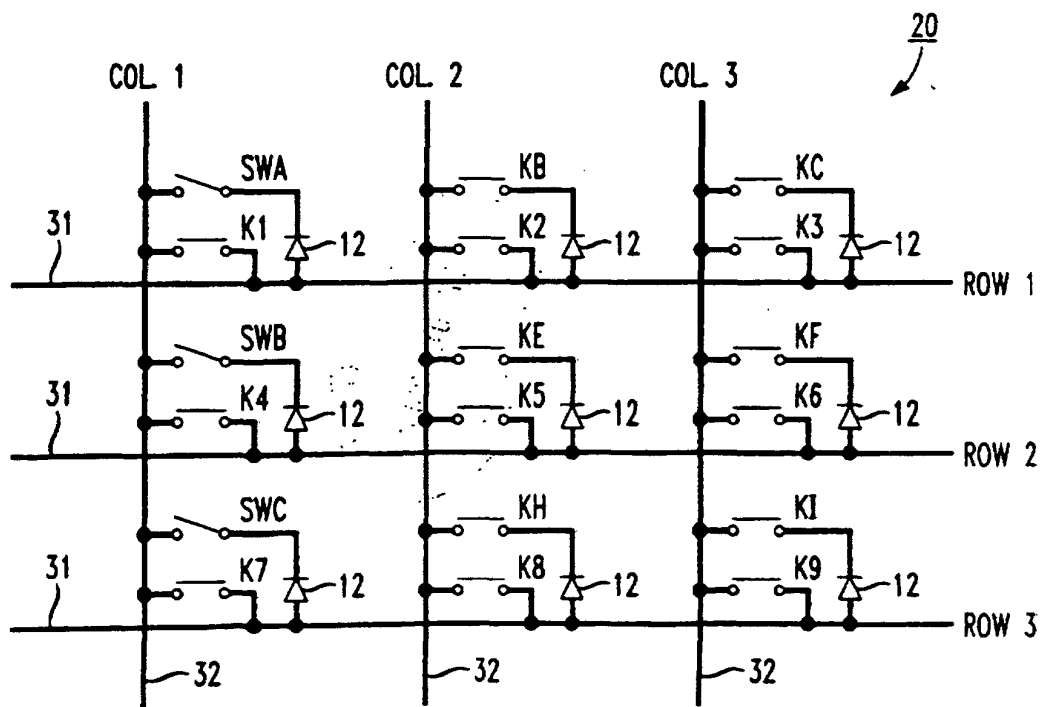 20
COL. 1 COL. 2 COL. 3
SWA KB KC
31 K1 12 K2 12 K3 12
ROW 1
SWB KE KF
31 K4 12 K5 12 K6 12
ROW 2
SWC KH KI
31 K7 12 K8 12 K9 12
ROW 3
32 32 32